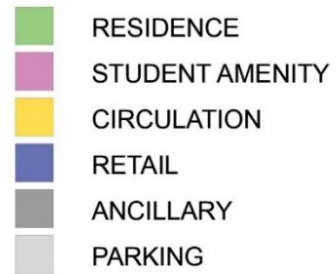 RESIDENCE
STUDENT AMENITY
CIRCULATION
RETAIL
ANCILLARY
PARKING